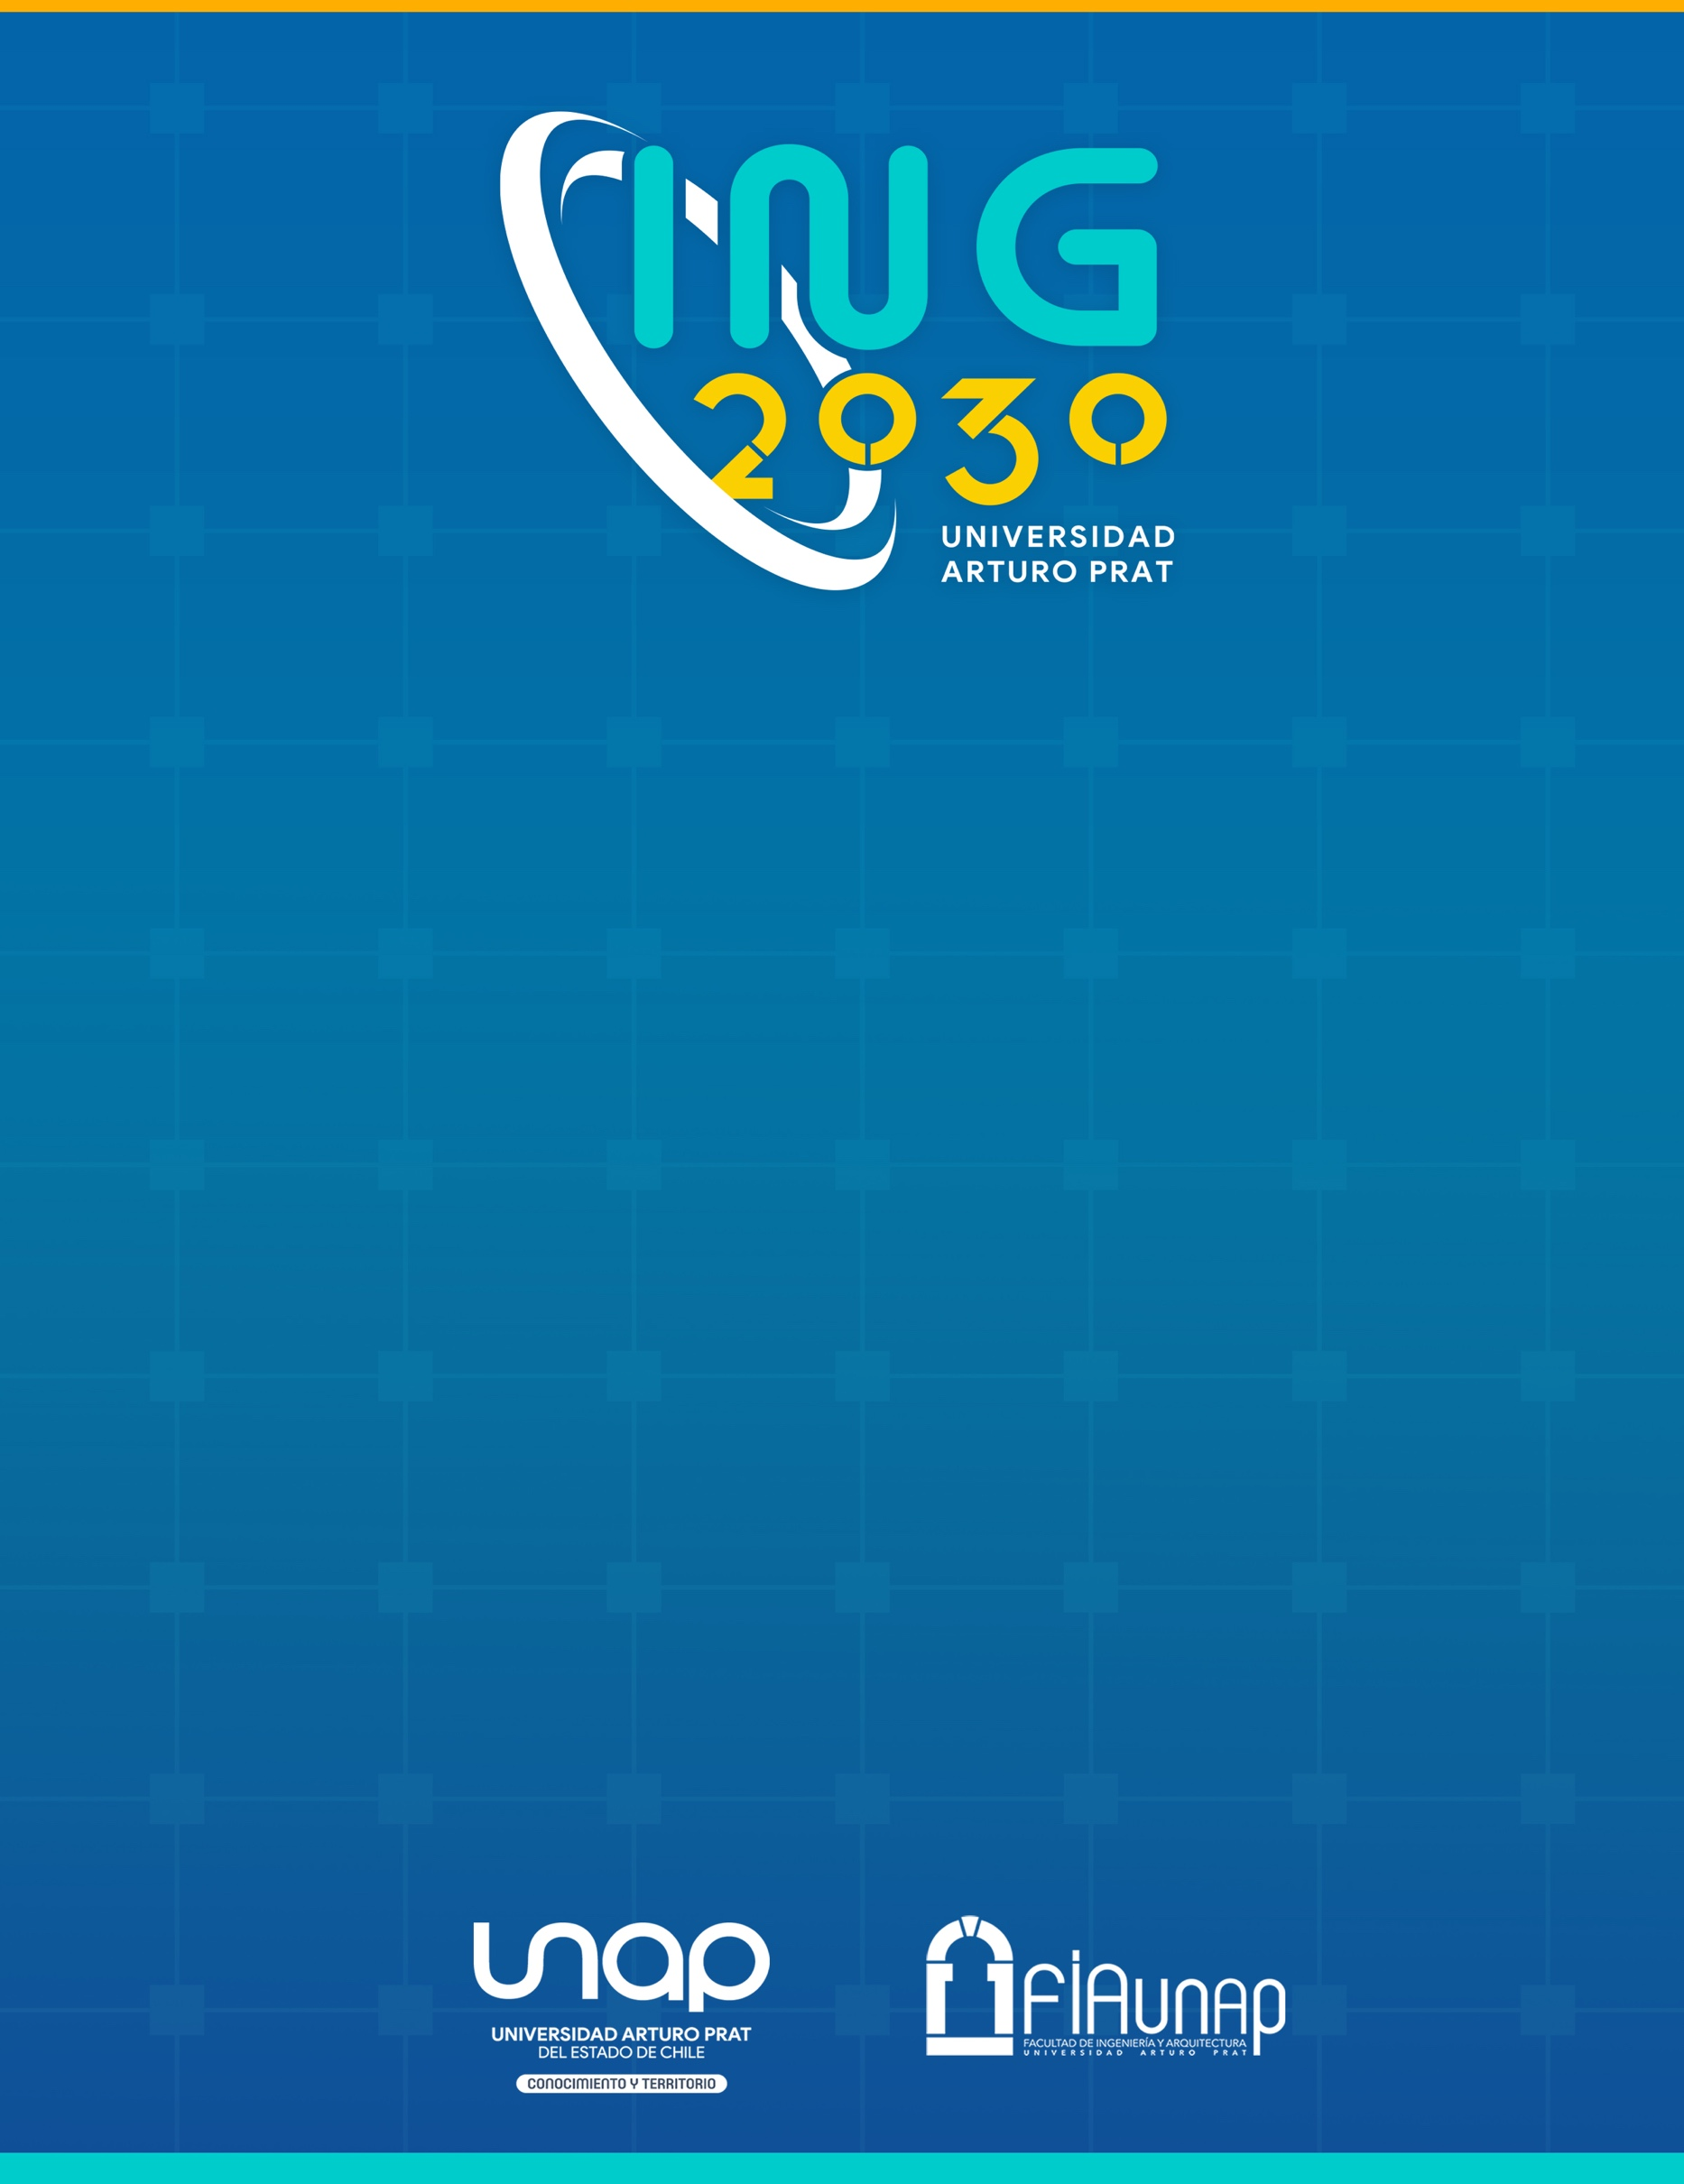 ING
2030
UNIVERSIDAD
ARTURO PRAT
unap
UNIVERSIDAD ARTURO PRAT
DEL ESTADO DE CHILE
CONOCIMIENTO Y TERRITORIO
FIAunap
FACULTAD DE INGENIERÍA Y ARQUITECTURA
UNIVERSIDAD ARTURO PRAT